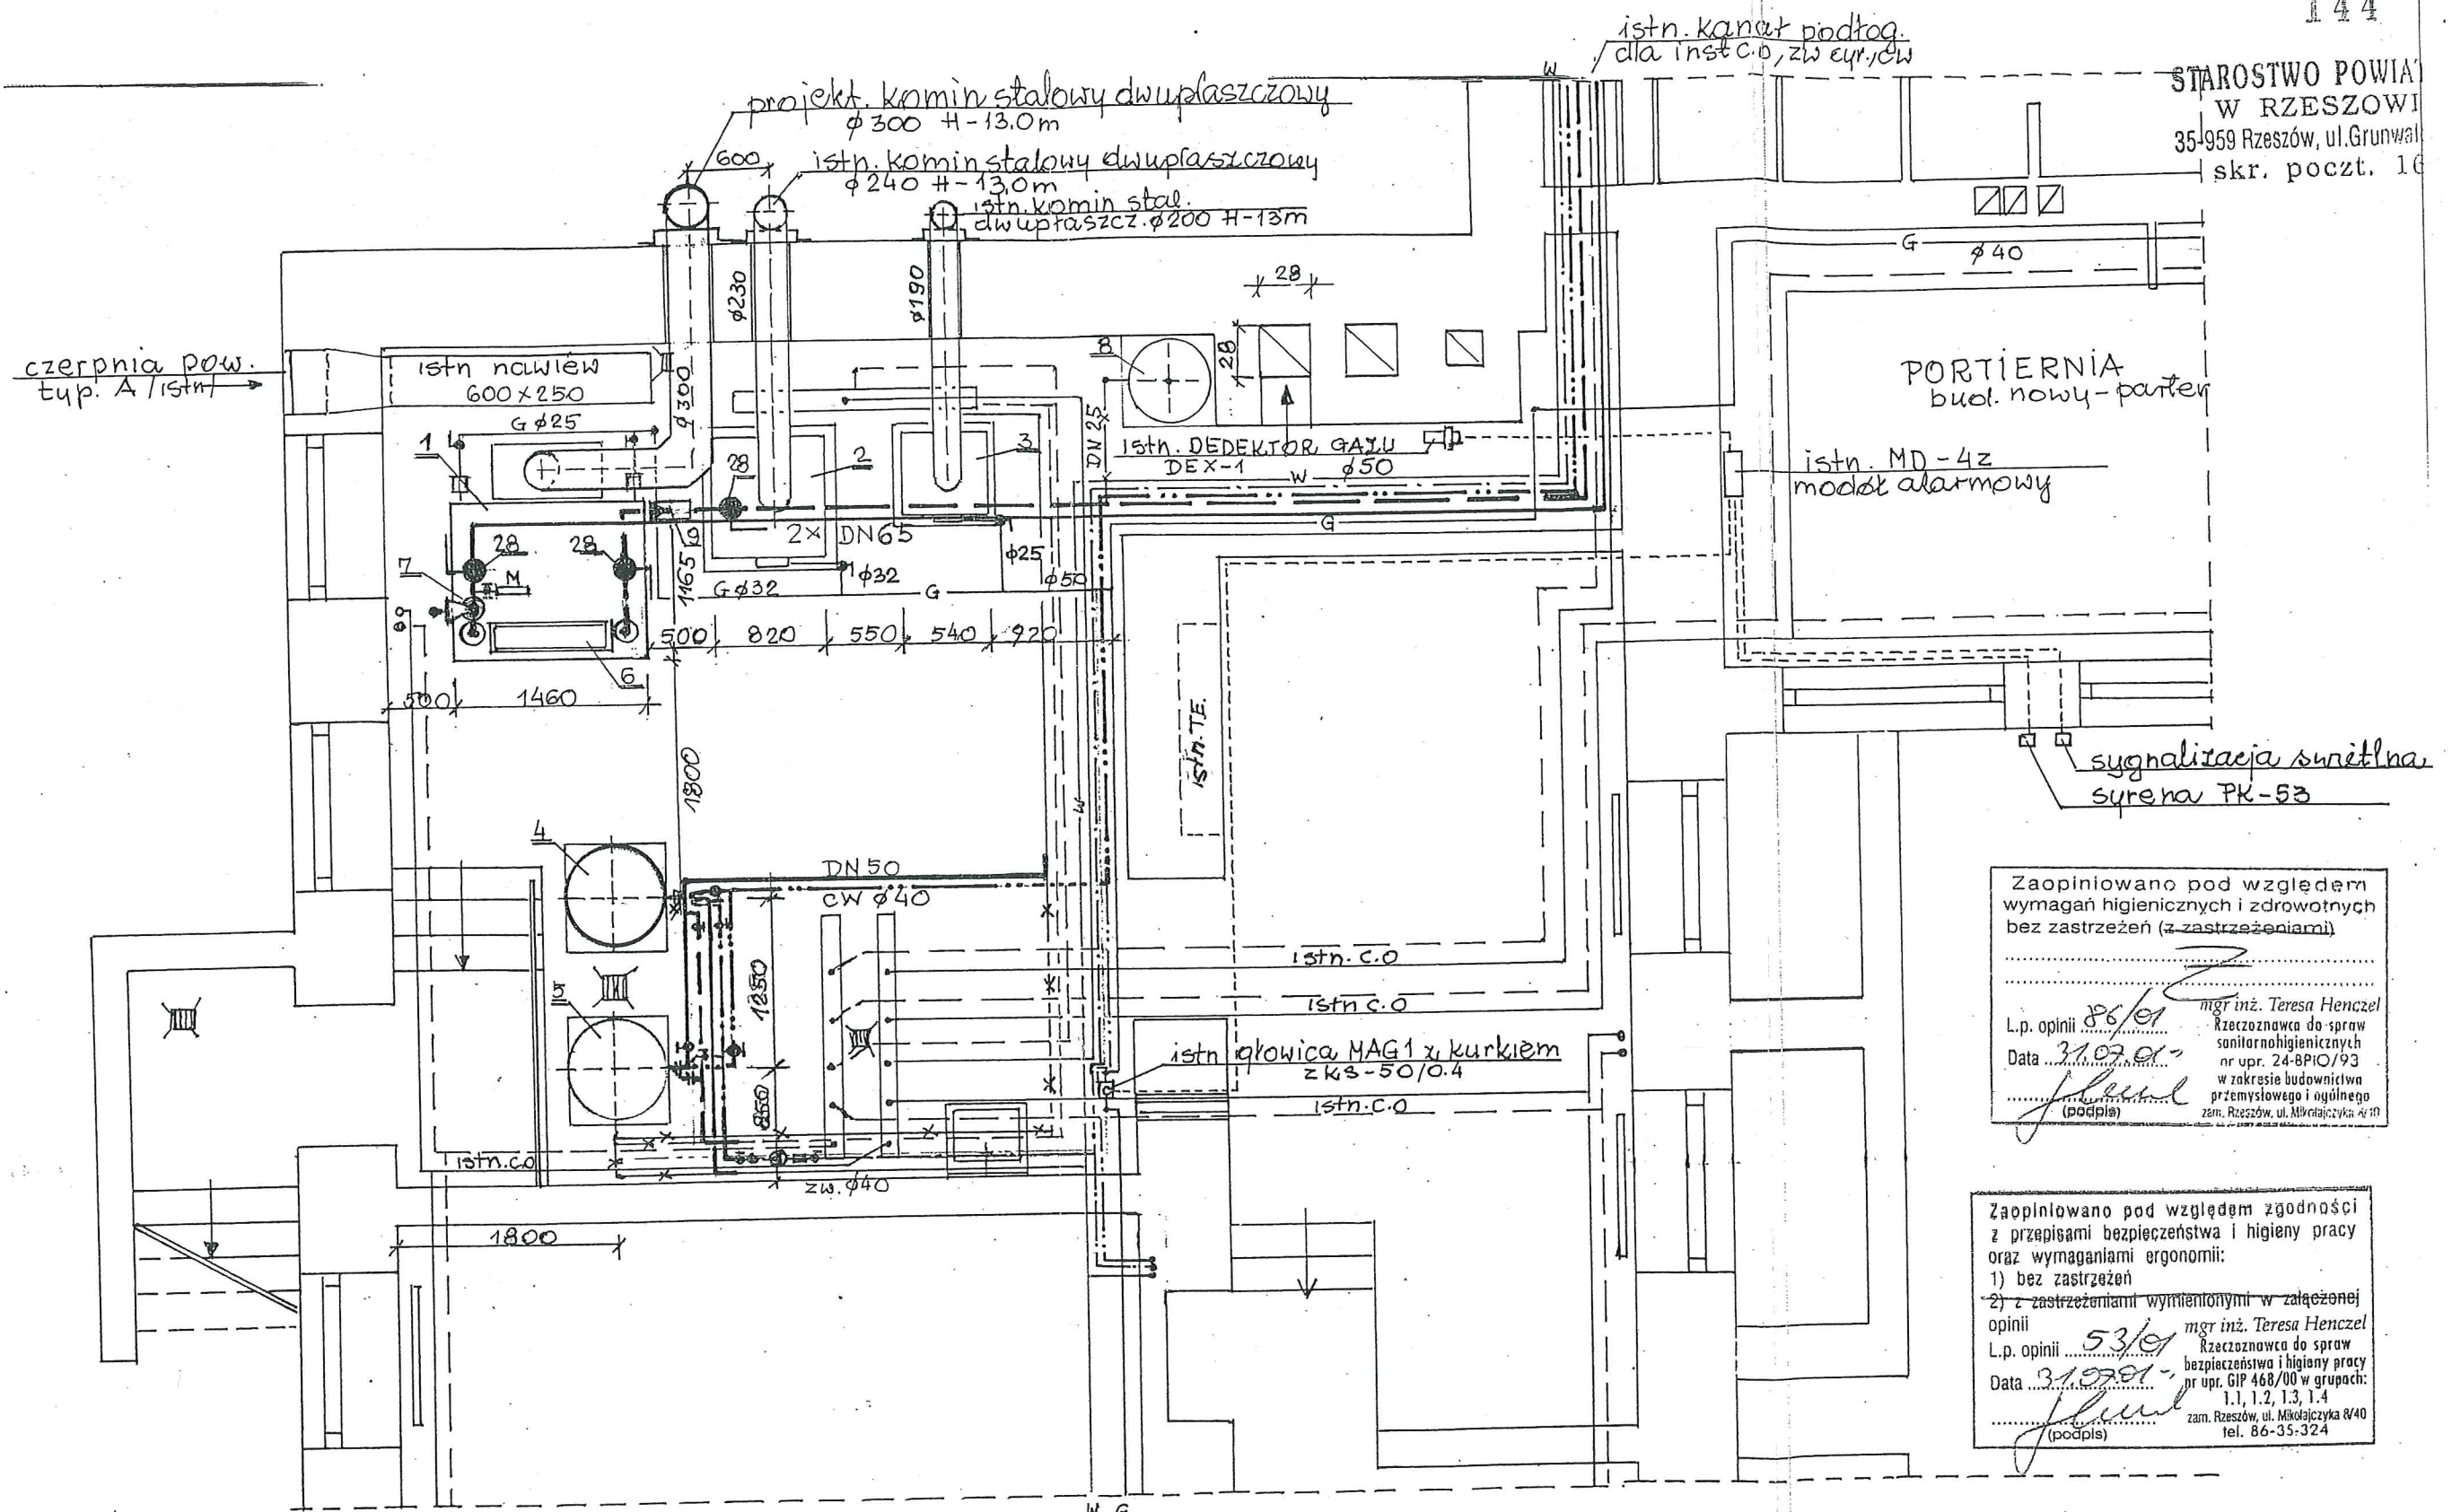 144
istn. kanał podłog.
dla inst c.o, zw cyr., cw
STAROSTWO POWIAT
W RZESZOWI
35-959 Rzeszów, ul.Grunwal
skr. poczt. 16
projekt. komin stalowy dwupłaszczowy
φ300 H-13.0m
600
istn. komin stalowy dwupłaszczowy
φ240 H-13.0m
istn. komin stal.
dwupłaszcz. φ200 H-13m
G φ40
φ230
φ190
28
28
8
czerpnia pow.
typ. A /istn/
istn nawiew
600x250
φ300
PORTIERNIA
bud. nowy-parter
G φ25
1
28
2
3
DN 25
istn. DEDEKTOR GAZU
DEX-1
φ50
W
istn. MD-4z
moduł alarmowy
9
2x DN65
G
28
28
7
M
1165
φ32
φ25
φ50
Gφ32
G
500 820 550 540 920
6
500 1460
istn. TE.
1800
W
sygnalizacja swietlna
syrena PK-53
4
DN 50
cw φ40
1250
5
istn. c.o
istn c.o
istn głowica MAG1 z kurkiem
ZKS-50/0.4
istn. c.o
850
istn.co
zw. φ40
1800
W G
W
Zaopiniowano pod względem
wymagań higienicznych i zdrowotnych
bez zastrzeżeń (z zastrzeżeniami)
mgr inż. Teresa Henczel
L.p. opinii 86/01
Rzeczoznawca do spraw
sanitarnohigienicznych
Data 31.07.01-
nr upr. 24-BPiO/93
w zakresie budownictwa
przemysłowego i ogólnego
(podpis)
zam. Rzeszów, ul. Mikołajczyka 8/40
Zaopiniowano pod względem zgodności
z przepisami bezpieczeństwa i higieny pracy
oraz wymaganiami ergonomii:
1) bez zastrzeżeń
2) z zastrzeżeniami wymienionymi w załączonej
opinii
mgr inż. Teresa Henczel
L.p. opinii 53/01
Rzeczoznawca do spraw
bezpieczeństwa i higieny pracy
Data 31.07.01-
nr upr. GIP 468/00 w grupach:
1.1, 1.2, 1.3, 1.4
zam. Rzeszów, ul. Mikołajczyka 8/40
(podpis)
tel. 86-35-324